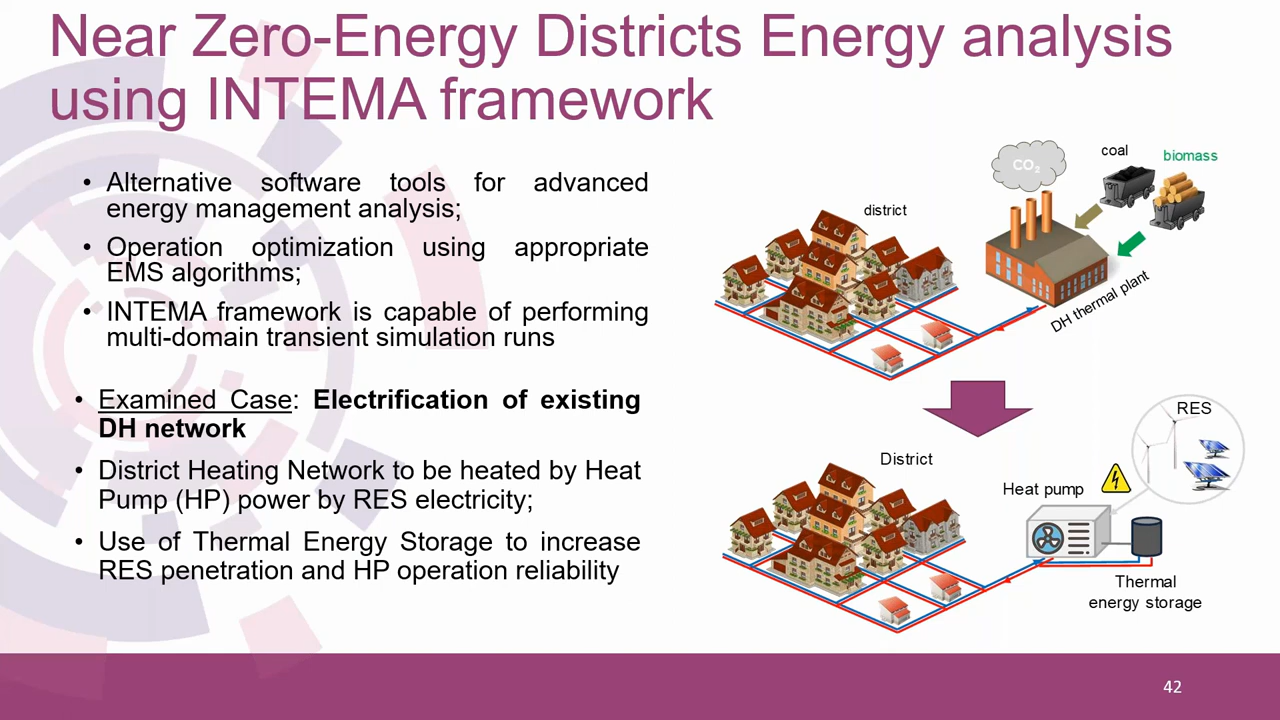 Near Zero-Energy Districts Energy analysis
using INTEMA framework
• Alternative software tools for advanced
energy management analysis;
• Operation optimization using appropriate
EMS algorithms;
• INTEMA framework is capable of performing
multi-domain transient simulation runs
• Examined Case: Electrification of existing
DH network
• District Heating Network to be heated by Heat
Pump (HP) power by RES electricity;
• Use of Thermal Energy Storage to increase
RES penetration and HP operation reliability
CO2
coal
biomass
district
DH thermal plant
RES
District
Heat pump
Thermal
energy storage
42